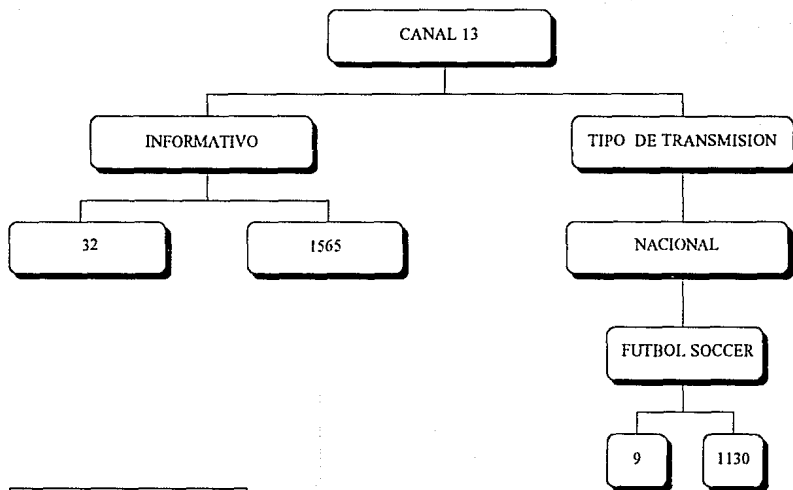 CANAL 13
INFORMATIVO
TIPO DE TRANSMISION
32
1565
NACIONAL
FUTBOL SOCCER
9
1130